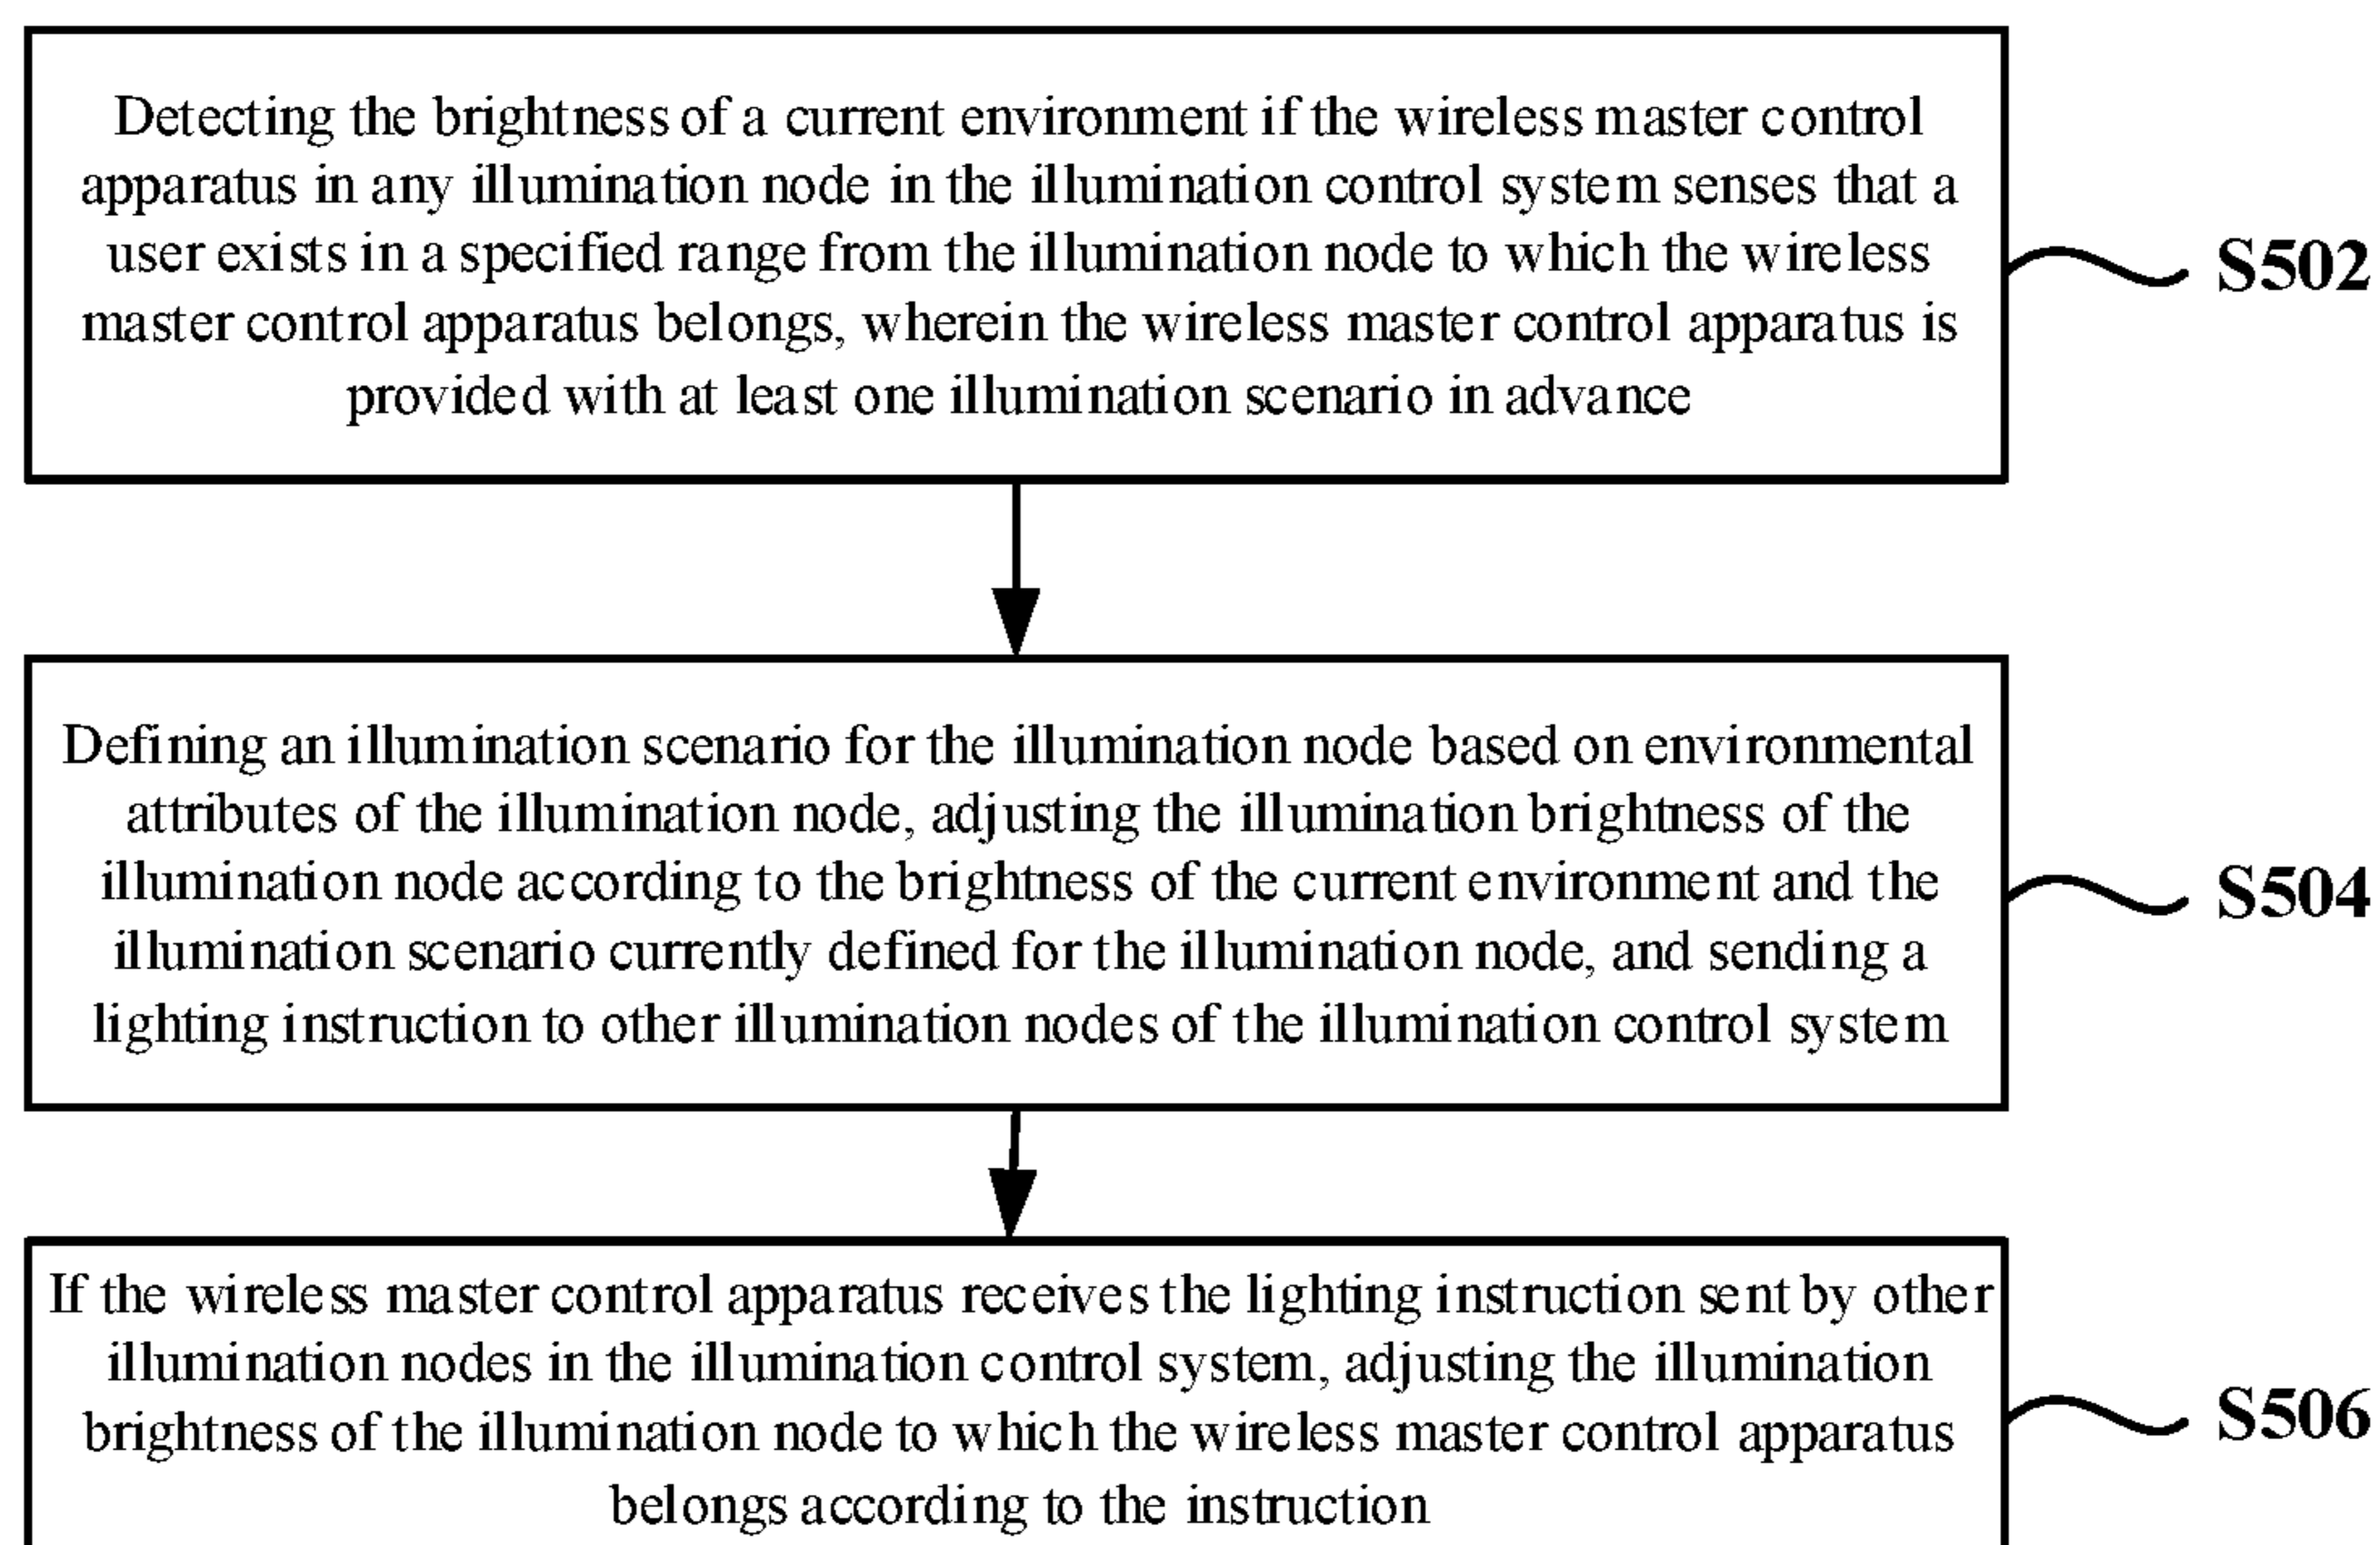 Detecting the brightness of a current environment if the wireless master control
apparatus in any illumination node in the illumination control system senses that a
user exists in a specified range from the illumination node to which the wireless
master control apparatus belongs, wherein the wireless master control apparatus is
provided with at least one illumination scenario in advance
S502
Defining an illumination scenario for the illumination node based on environmental
attributes of the illumination node, adjusting the illumination brightness of the
illumination node according to the brightness of the current environment and the
illumination scenario currently defined for the illumination node, and sending a
lighting instruction to other illumination nodes of the illumination control system
S504
If the wireless master control apparatus receives the lighting instruction sent by other
illumination nodes in the illumination control system, adjusting the illumination
brightness of the illumination node to which the wireless master control apparatus
belongs according to the instruction
S506